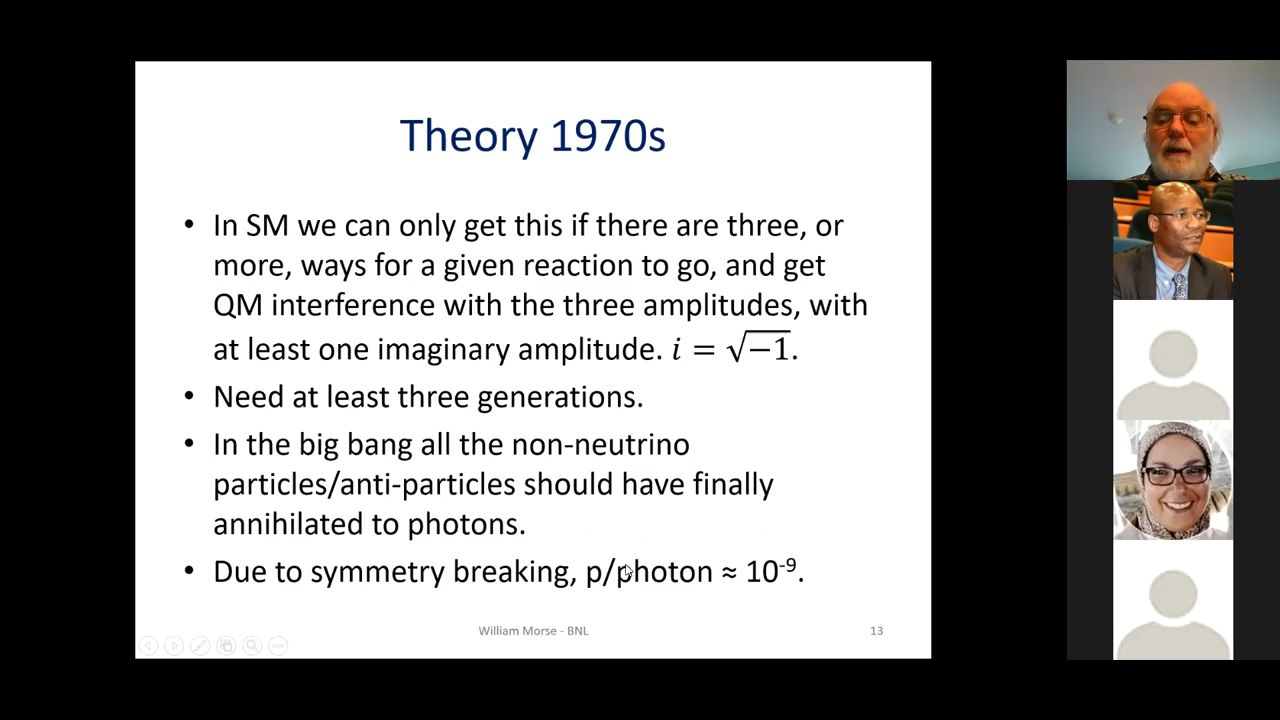 Theory 1970s
• In SM we can only get this if there are three, or
more, ways for a given reaction to go, and get
QM interference with the three amplitudes, with
at least one imaginary amplitude. i = √−1.
• Need at least three generations.
• In the big bang all the non-neutrino
particles/anti-particles should have finally
annihilated to photons.
• Due to symmetry breaking, p/photon ≈ 10⁻⁹.
William Morse - BNL
13